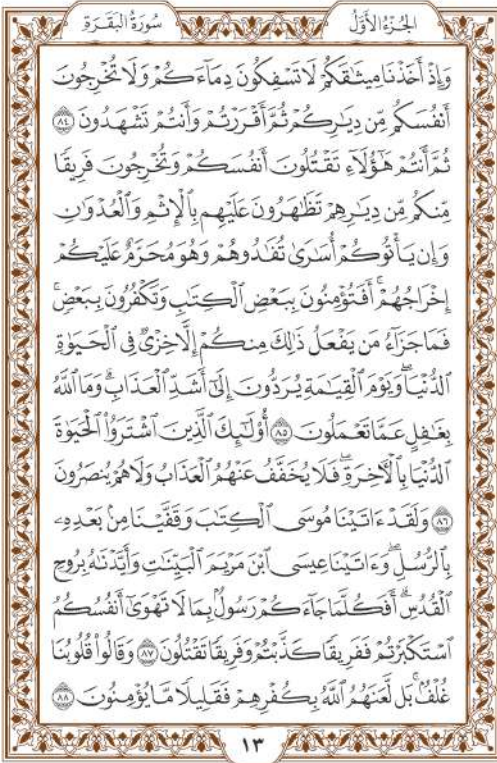 الجُزْءُ الأَوَّلُ
سُورَةُ البَقَرَةِ
وَإِذْ أَخَذْنَا مِيثَٰقَكُمْ لَا تَسْفِكُونَ دِمَآءَكُمْ وَلَا تُخْرِجُونَ
أَنفُسَكُم مِّن دِيَٰرِكُمْ ثُمَّ أَقْرَرْتُمْ وَأَنتُمْ تَشْهَدُونَ ٨٤
ثُمَّ أَنتُمْ هَٰٓؤُلَآءِ تَقْتُلُونَ أَنفُسَكُمْ وَتُخْرِجُونَ فَرِيقًا
مِّنكُم مِّن دِيَٰرِهِمْ تَظَٰهَرُونَ عَلَيْهِم بِٱلْإِثْمِ وَٱلْعُدْوَٰنِ
وَإِن يَأْتُوكُمْ أُسَٰرَىٰ تُفَٰدُوهُمْ وَهُوَ مُحَرَّمٌ عَلَيْكُمْ
إِخْرَاجُهُمْۚ أَفَتُؤْمِنُونَ بِبَعْضِ ٱلْكِتَٰبِ وَتَكْفُرُونَ بِبَعْضٍۚ
فَمَا جَزَآءُ مَن يَفْعَلُ ذَٰلِكَ مِنكُمْ إِلَّا خِزْىٌ فِى ٱلْحَيَوٰةِ
ٱلدُّنْيَاۖ وَيَوْمَ ٱلْقِيَٰمَةِ يُرَدُّونَ إِلَىٰٓ أَشَدِّ ٱلْعَذَابِۗ وَمَا ٱللَّهُ
بِغَٰفِلٍ عَمَّا تَعْمَلُونَ ٨٥ أُو۟لَٰٓئِكَ ٱلَّذِينَ ٱشْتَرَوُا۟ ٱلْحَيَوٰةَ
ٱلدُّنْيَا بِٱلْءَاخِرَةِۖ فَلَا يُخَفَّفُ عَنْهُمُ ٱلْعَذَابُ وَلَا هُمْ يُنصَرُونَ
٨٦ وَلَقَدْ ءَاتَيْنَا مُوسَى ٱلْكِتَٰبَ وَقَفَّيْنَا مِنۢ بَعْدِهِۦ
بِٱلرُّسُلِۖ وَءَاتَيْنَا عِيسَى ٱبْنَ مَرْيَمَ ٱلْبَيِّنَٰتِ وَأَيَّدْنَٰهُ بِرُوحِ
ٱلْقُدُسِۗ أَفَكُلَّمَا جَآءَكُمْ رَسُولٌۢ بِمَا لَا تَهْوَىٰٓ أَنفُسُكُمُ
ٱسْتَكْبَرْتُمْ فَفَرِيقًا كَذَّبْتُمْ وَفَرِيقًا تَقْتُلُونَ ٨٧ وَقَالُوا۟ قُلُوبُنَا
غُلْفٌۢۚ بَل لَّعَنَهُمُ ٱللَّهُ بِكُفْرِهِمْ فَقَلِيلًا مَّا يُؤْمِنُونَ ٨٨
١٣